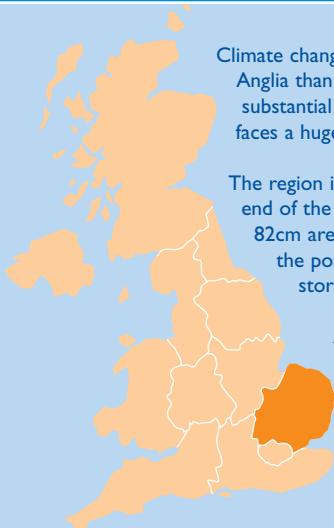 Climate chang
Anglia than
substantial
faces a huge
The region i
end of the
82cm are
the po
stor